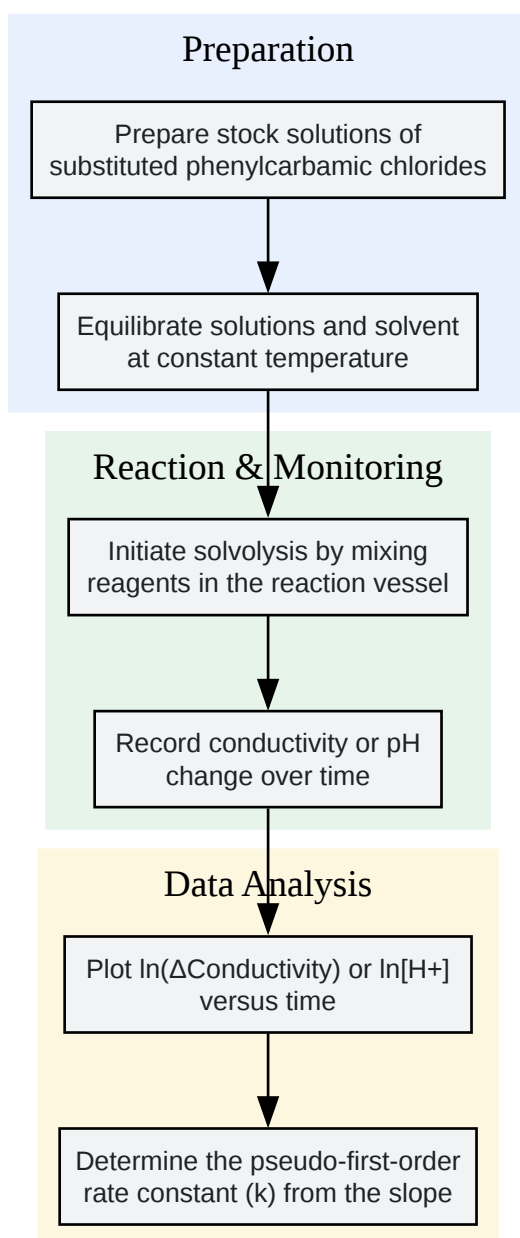 Preparation
Prepare stock solutions of
substituted phenylcarbamic chlorides
Equilibrate solutions and solvent
at constant temperature
Reaction & Monitoring
Initiate solvolysis by mixing
reagents in the reaction vessel
Record conductivity or pH
change over time
Data Analysis
Plot ln(ΔConductivity) or ln[H+]
versus time
Determine the pseudo-first-order
rate constant (k) from the slope